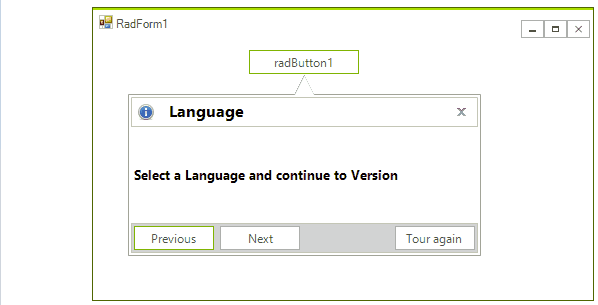 RadForm1
radButton1
Language
Select a Language and continue to Version
Previous Next Tour again